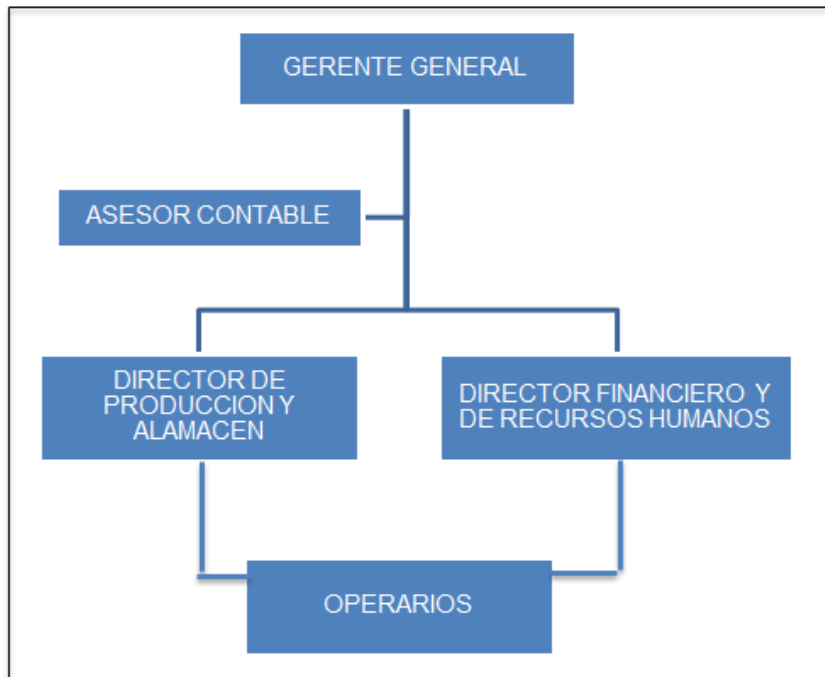 GERENTE GENERAL
ASESOR CONTABLE
DIRECTOR DE
PRODUCCION Y
ALAMACEN
DIRECTOR FINANCIERO Y
DE RECURSOS HUMANOS
OPERARIOS